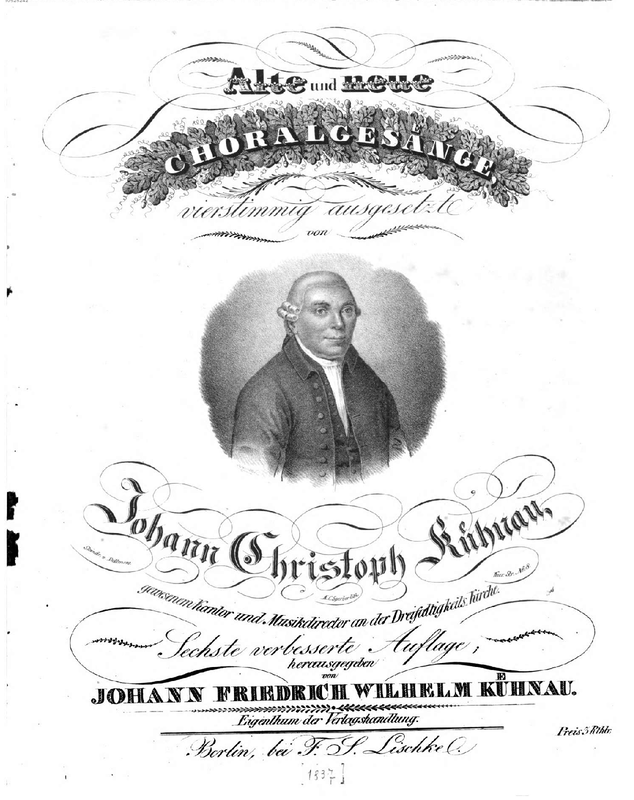 Alte und neue
CHORALGESÄNGE
vierstimmig ausgesetzt
von
Johann Christoph Kühnau,
gewesenem Kantor und Musikdirector an der Dreifaltigkeits Kirche.
Sechste verbesserte Auflage,
herausgegeben
von
JOHANN FRIEDRICH WILHELM KÜHNAU.
Eigenthum der Verlagshandlung.
Preis 5 Rthlr.
Berlin, bei F. S. Lischke.
[1837]